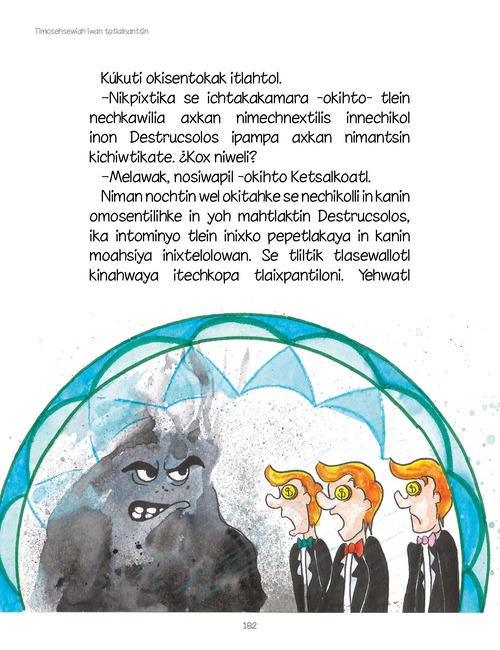 Timosehsewiah iwan totlalnantsin
Kúkuti okisentokak itlahtol.
–Nikpixtika se ichtakakamara -okihto- tlein
nechkawilia axkan nimechnextilis innechikol
inon Destrucsolos ipampa axkan nimantsin
kichiwtikate. ¿Kox niweli?
–Melawak, nosiwapil -okihto Ketsalkoatl.
Niman nochtin wel okitahke se nechikolli in kanin
omosentilihke in yoh mahtlaktin Destrucsolos,
ika intominyo tlein inixko pepetlakaya in kanin
moahsiya inixtelolowan. Se tliltik tlasewallotl
kinahwaya itechkopa tlaixpantiloni. Yehwatl
182